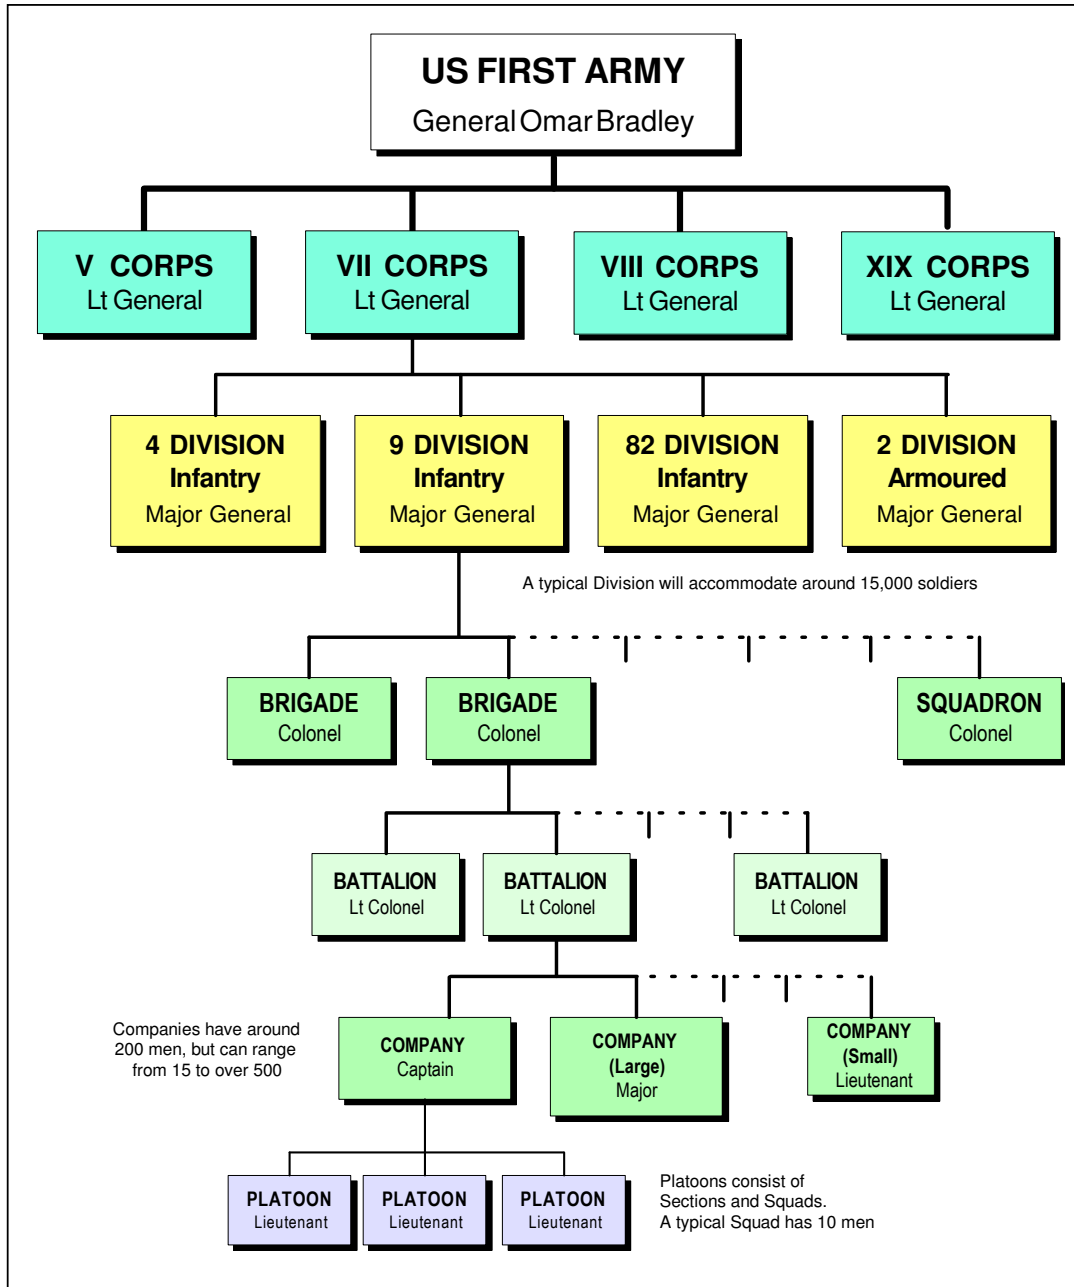 US FIRST ARMY
General Omar Bradley
V CORPS
Lt General
VII CORPS
Lt General
VIII CORPS
Lt General
XIX CORPS
Lt General
4 DIVISION
Infantry
Major General
9 DIVISION
Infantry
Major General
82 DIVISION
Infantry
Major General
2 DIVISION
Armoured
Major General
A typical Division will accommodate around 15,000 soldiers
BRIGADE
Colonel
BRIGADE
Colonel
SQUADRON
Colonel
BATTALION
Lt Colonel
BATTALION
Lt Colonel
BATTALION
Lt Colonel
Companies have around
200 men, but can range
from 15 to over 500
COMPANY
Captain
COMPANY
(Large)
Major
COMPANY
(Small)
Lieutenant
PLATOON
Lieutenant
PLATOON
Lieutenant
PLATOON
Lieutenant
Platoons consist of
Sections and Squads.
A typical Squad has 10 men